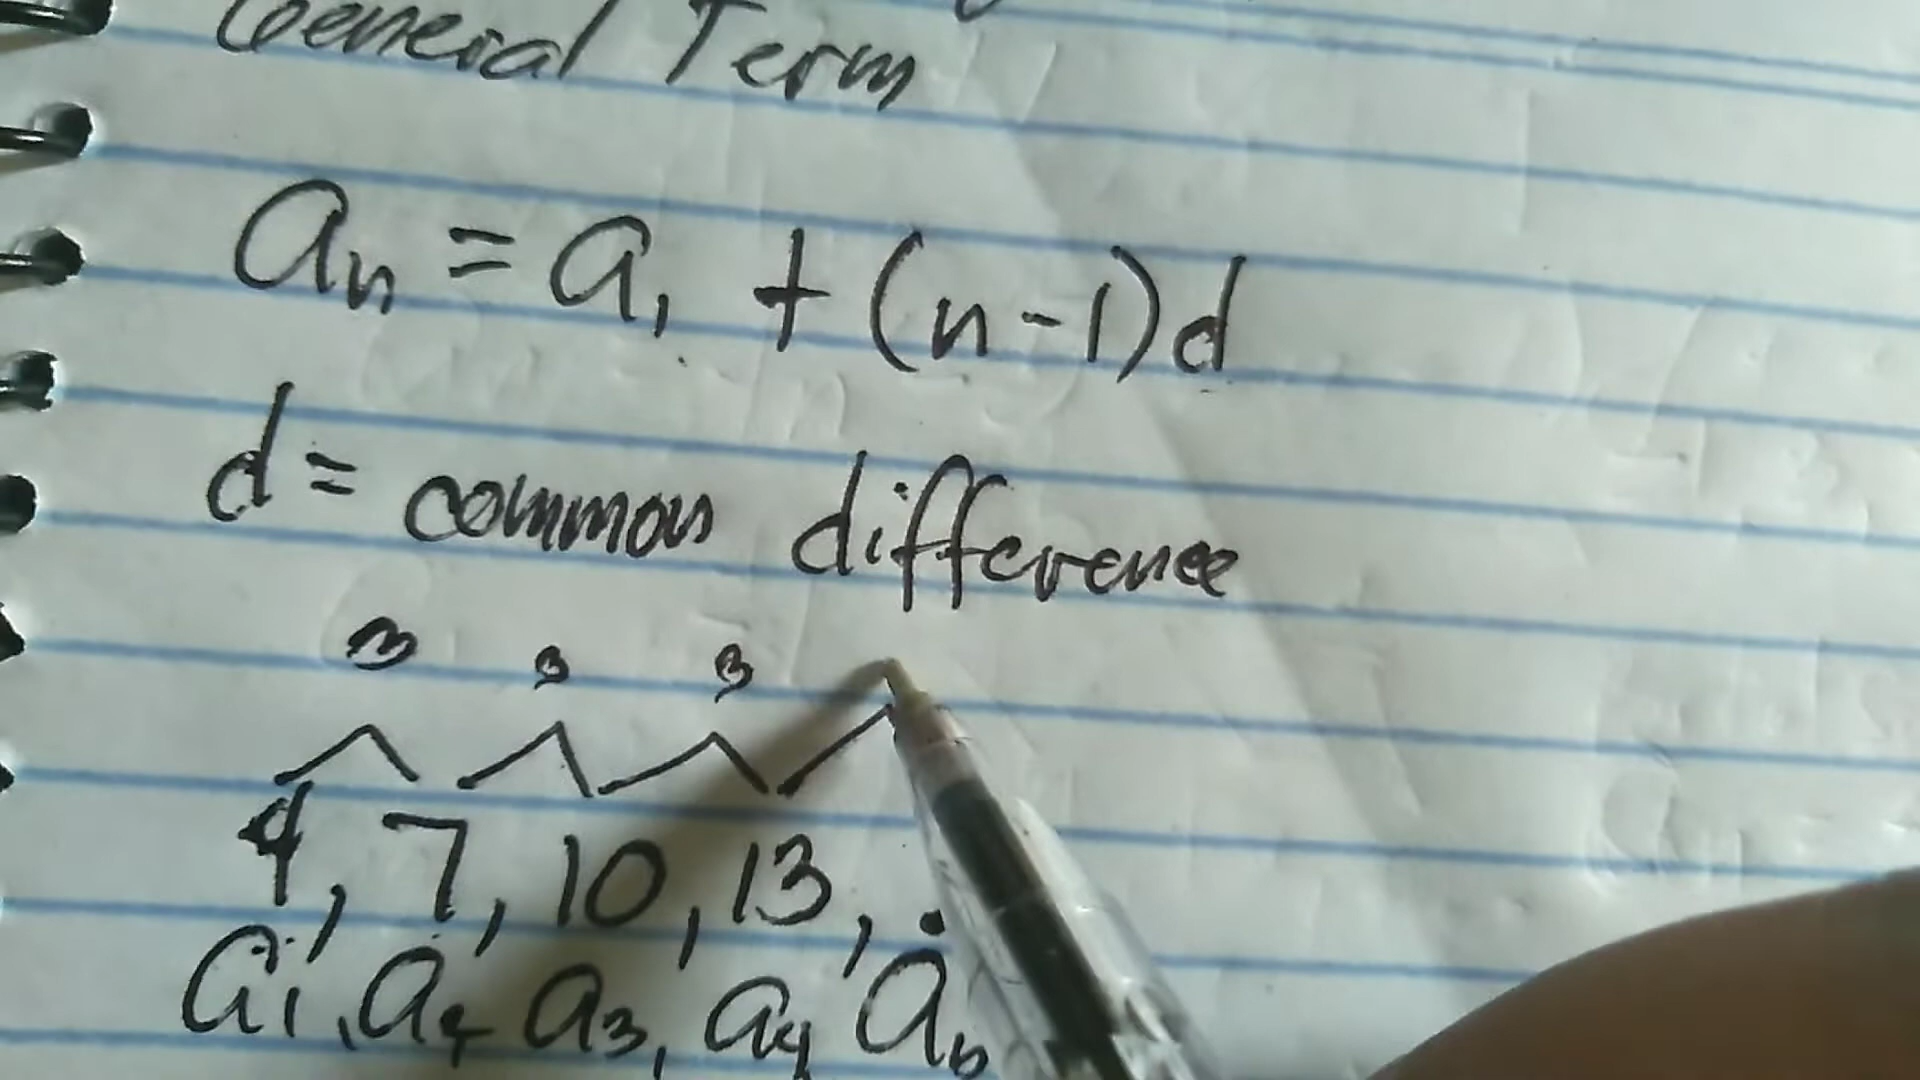 General Term
an = a1 + (n-1)d
d = common difference
3 3 3
4, 7, 10, 13, .
a1, a2 a3, a4 an